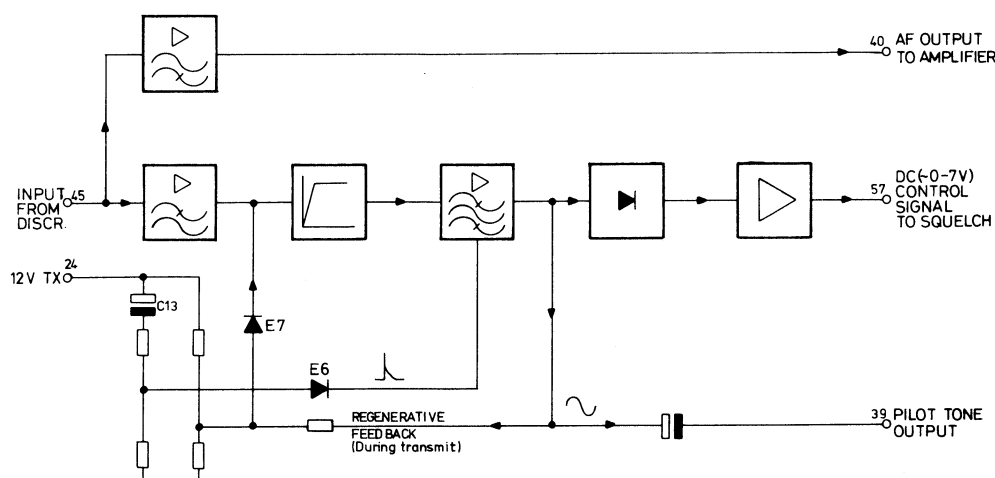 40 AF OUTPUT
TO AMPLIFIER
INPUT 45
FROM
DISCR.
57 DC(~0-7V)
CONTROL
SIGNAL
TO SQUELCH
12V TX 24
C13
E7
E6
REGENERATIVE
FEEDBACK
(During transmit)
39 PILOT TONE
OUTPUT